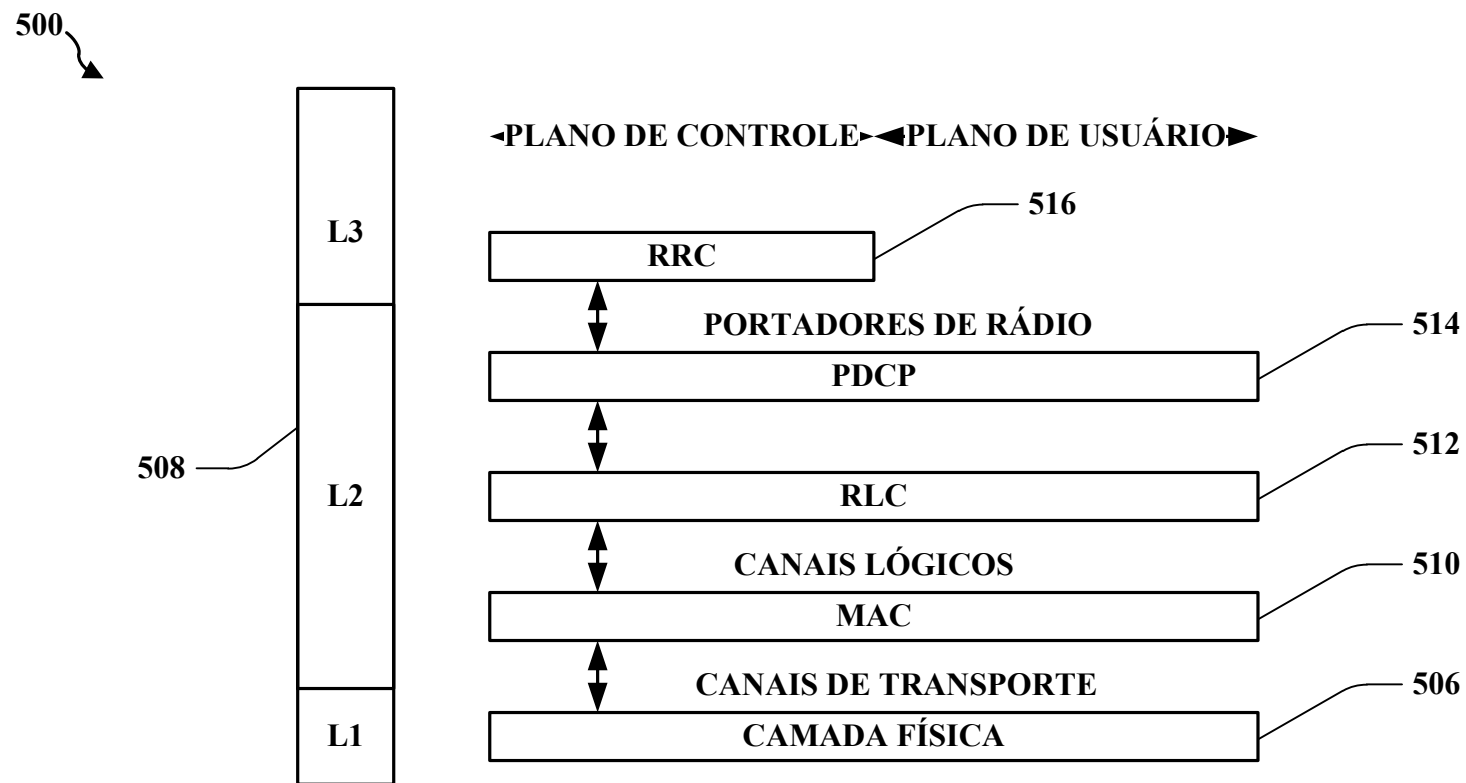 500
PLANO DE CONTROLE
PLANO DE USUÁRIO
516
L3
RRC
PORTADORES DE RÁDIO
514
PDCP
512
508
L2
RLC
CANAIS LÓGICOS
510
MAC
CANAIS DE TRANSPORTE
506
L1
CAMADA FÍSICA